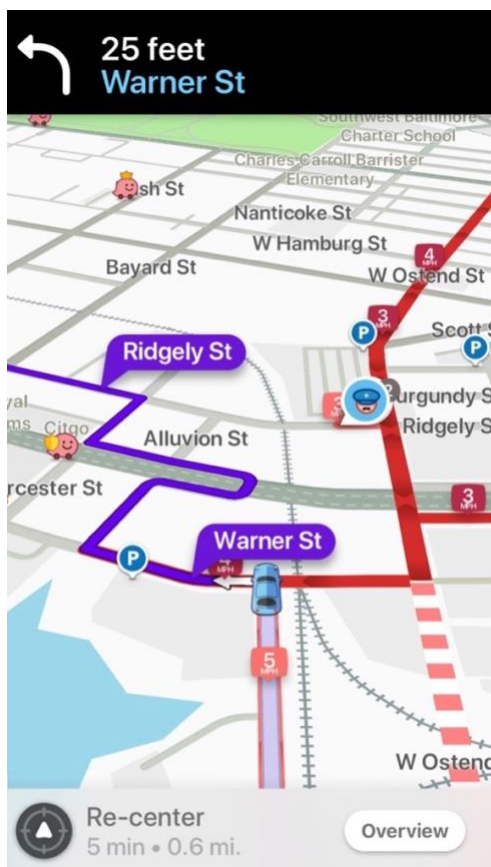 25 feet
Warner St
Southwest Baltimore
Charter School
Charles Carroll Barrister
Elementary
sh St
Nanticoke St
W Hamburg St
4
MPH
Bayard St
W Ostend St
3
P
Scott S
P
Ridgely St
urgundy S
yal
ms
Citgo
Alluvion St
Ridgely S
rcester St
3
MPH
Warner St
P
MPH
5
MPH
W Ostend
Re-center
5 min • 0.6 mi.
Overview